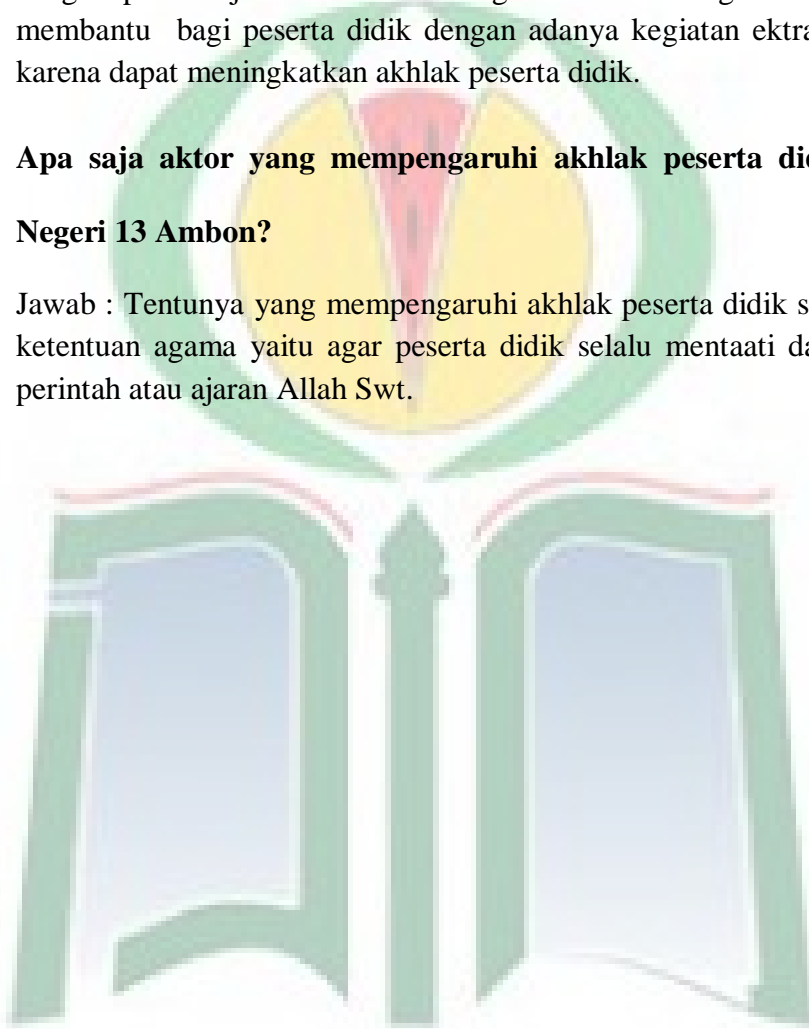 membantu bagi peserta didik dengan adanya kegiatan ektra
karena dapat meningkatkan akhlak peserta didik.
Apa saja aktor yang mempengaruhi akhlak peserta did
Negeri 13 Ambon?
Jawab : Tentunya yang mempengaruhi akhlak peserta didik s
ketentuan agama yaitu agar peserta didik selalu mentaati da
perintah atau ajaran Allah Swt.